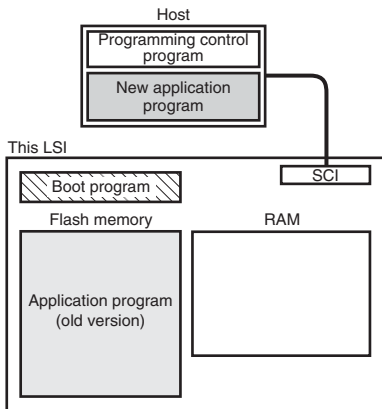 Host
Programming control
program
New application
program
This LSI
SCI
Boot program
Flash memory
RAM
Application program
(old version)